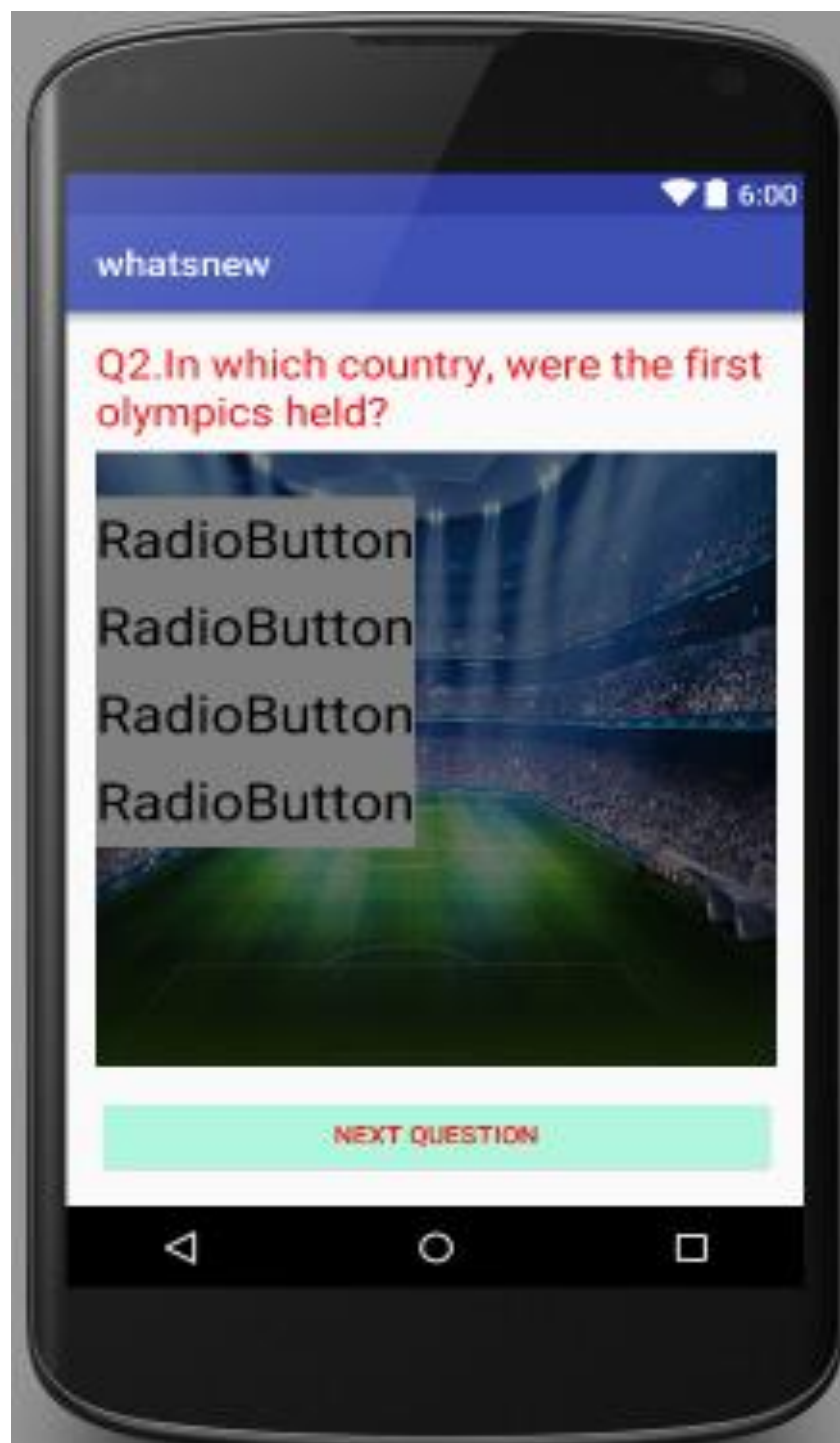 6:00
whatsnew
Q2.In which country, were the first
olympics held?
RadioButton
RadioButton
RadioButton
RadioButton
NEXT QUESTION